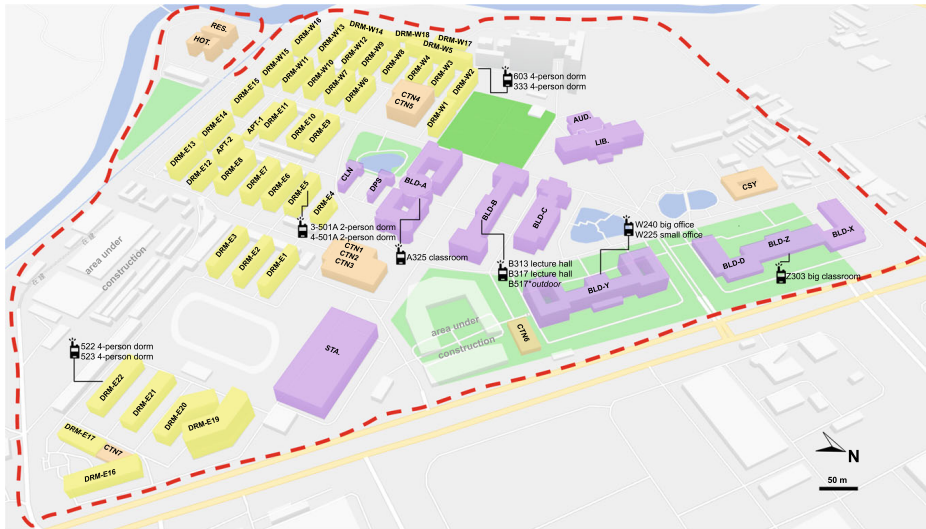 RES.
HOT.
DRM-W16
DRM-W13
DRM-W14
DRM-W18
DRM-W17
DRM-W15
DRM-W12
DRM-W9
DRM-W8
DRM-W5
DRM-W11
DRM-W10
DRM-W7
DRM-W6
DRM-W4
DRM-W3
DRM-W2
DRM-W1
CTN4
CTN5
603 4-person dorm
333 4-person dorm
DRM-E15
DRM-E14
DRM-E13
APT-1
APT-2
DRM-E11
DRM-E10
DRM-E9
DRM-E12
DRM-E8
DRM-E7
DRM-E6
DRM-E5
DRM-E4
CLN
DPS
BLD-A
BLD-B
BLD-C
AUD.
LIB.
CSY
3-501A 2-person dorm
4-501A 2-person dorm
A325 classroom
B313 lecture hall
B317 lecture hall
B517*outdoor
W240 big office
W225 small office
BLD-D
BLD-Z
BLD-X
Z303 big classroom
BLD-Y
DRM-E3
DRM-E2
DRM-E1
CTN1
CTN2
CTN3
area under
construction
area under
construction
CTN6
STA.
522 4-person dorm
523 4-person dorm
DRM-E22
DRM-E21
DRM-E20
DRM-E19
DRM-E17
CTN7
DRM-E16
N
50 m